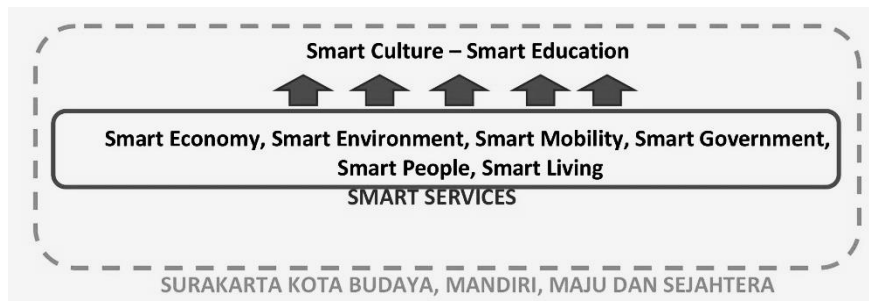 Smart Culture – Smart Education
Smart Economy, Smart Environment, Smart Mobility, Smart Government,
Smart People, Smart Living
SMART SERVICES
SURAKARTA KOTA BUDAYA, MANDIRI, MAJU DAN SEJAHTERA